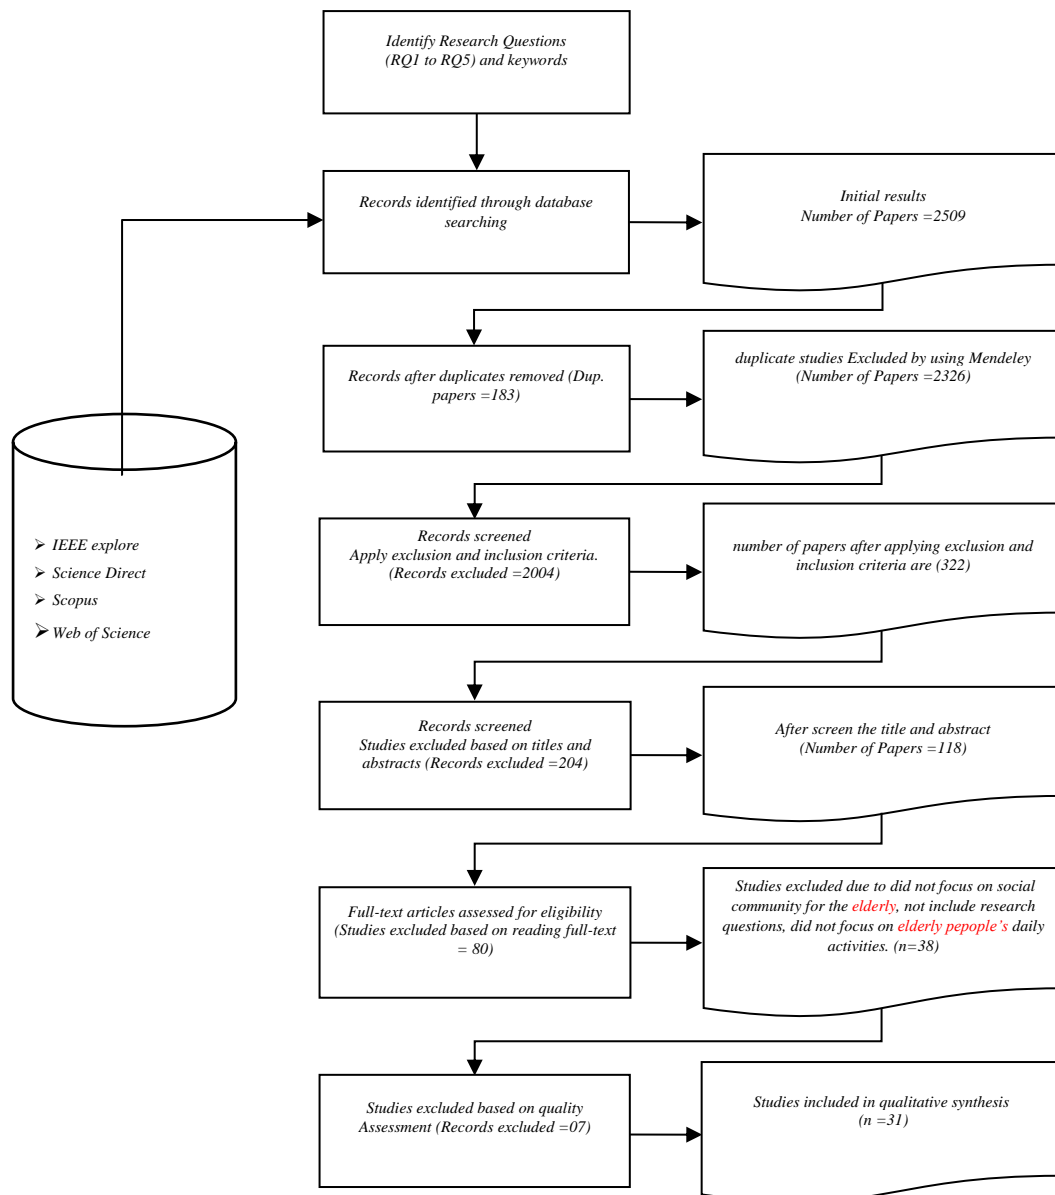 Identify Research Questions
(RQ1 to RQ5) and keywords
Records identified through database
searching
Initial results
Number of Papers =2509
Records after duplicates removed (Dup.
papers =183)
duplicate studies Excluded by using Mendeley
(Number of Papers =2326)
Records screened
Apply exclusion and inclusion criteria.
(Records excluded =2004)
number of papers after applying exclusion and
inclusion criteria are (322)
➢ IEEE explore
➢ Science Direct
➢ Scopus
➢ Web of Science
Records screened
Studies excluded based on titles and
abstracts (Records excluded =204)
After screen the title and abstract
(Number of Papers =118)
Full-text articles assessed for eligibility
(Studies excluded based on reading full-text
= 80)
Studies excluded due to did not focus on social
community for the elderly, not include research
questions, did not focus on elderly pepople's daily
activities. (n=38)
Studies excluded based on quality
Assessment (Records excluded =07)
Studies included in qualitative synthesis
(n =31)